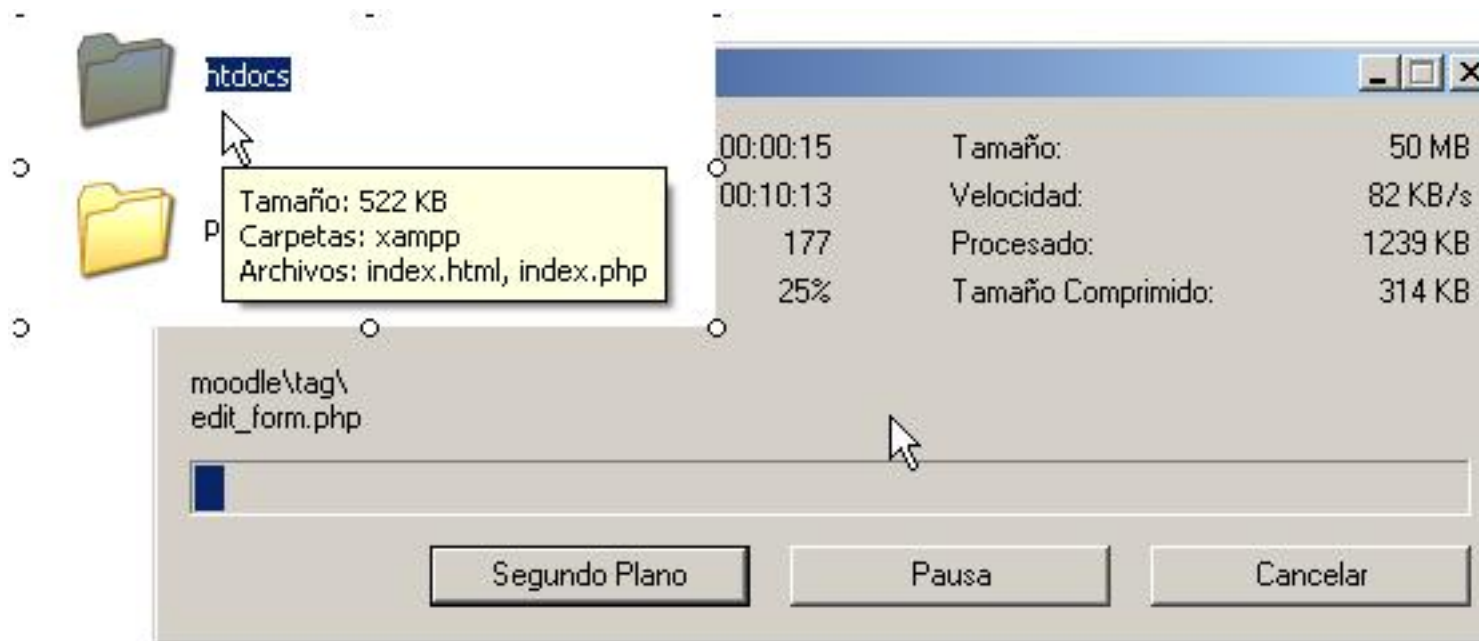 htdocs
p
Tamaño: 522 KB
Carpetas: xampp
Archivos: index.html, index.php
00:00:15 Tamaño: 50 MB
00:10:13 Velocidad: 82 KB/s
177 Procesado: 1239 KB
25% Tamaño Comprimido: 314 KB
moodle\tag\
edit_form.php
Segundo Plano Pausa Cancelar